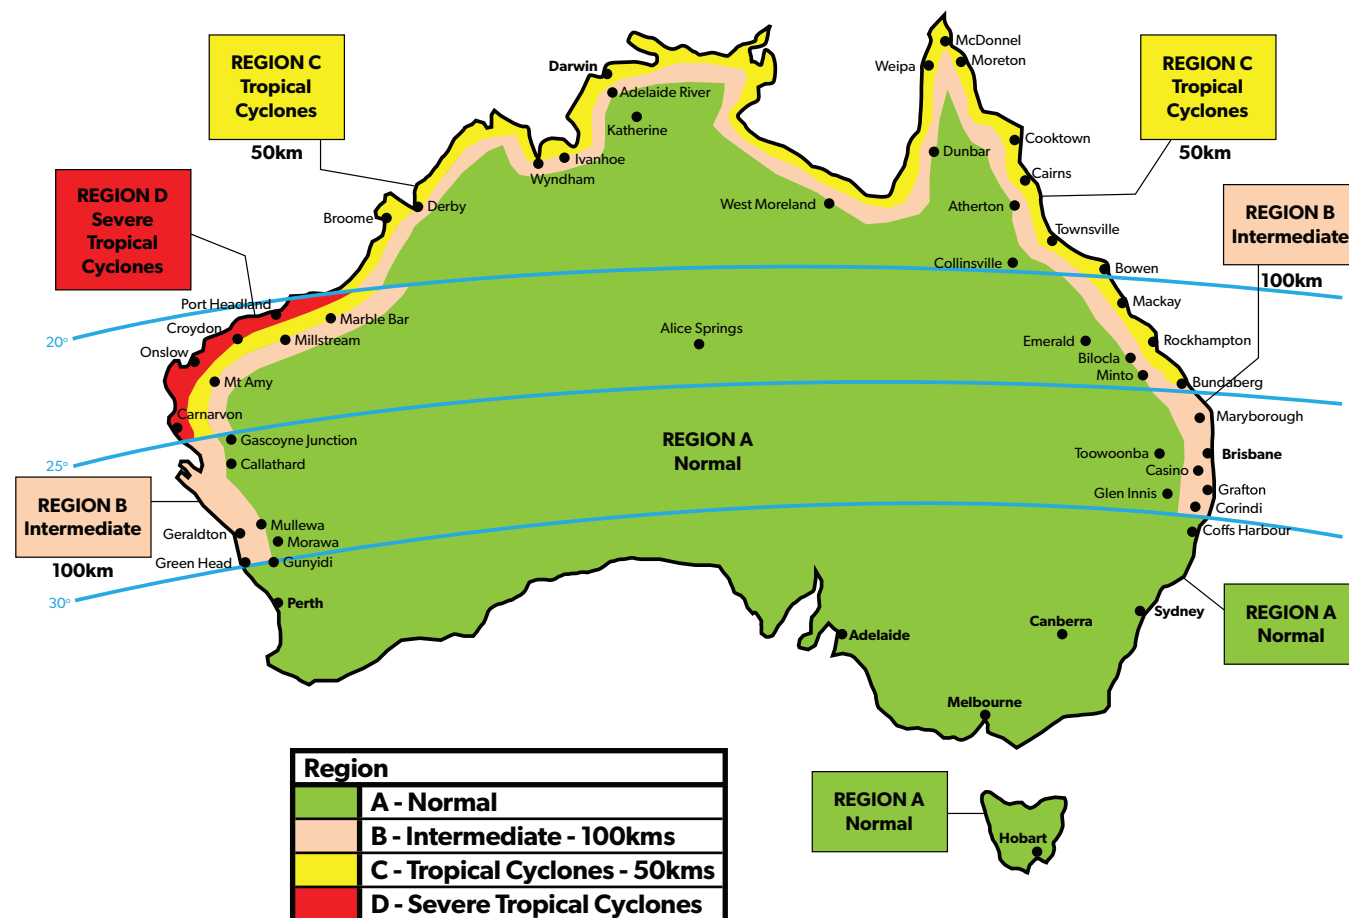 McDonnel
Moreton
Weipa
REGION C
Tropical
Cyclones
50km
Darwin
Adelaide River
Katherine
REGION C
Tropical
Cyclones
50km
Cooktown
Dunbar
Ivanhoe
Wyndham
Cairns
REGION D
Severe
Tropical
Cyclones
Derby
Broome
West Moreland
Atherton
REGION B
Intermediate
100km
Townsville
Collinsville
Bowen
Port Headland
Mackay
Croydon
Marble Bar
Millstream
20°
Onslow
Alice Springs
Emerald
Rockhampton
Bilocla
Minto
Mt Amy
Bundaberg
Carnarvon
Maryborough
Gascoyne Junction
REGION A
Normal
Toowoonba
Brisbane
25°
Callathard
Casino
Glen Innis
Grafton
Corindi
REGION B
Intermediate
100km
Mullewa
Geraldton
Morawa
Coffs Harbour
Green Head
Gunyidi
30°
Perth
Sydney
REGION A
Normal
Adelaide
Canberra
Melbourne
Region
A - Normal
B - Intermediate - 100kms
C - Tropical Cyclones - 50kms
D - Severe Tropical Cyclones
REGION A
Normal
Hobart